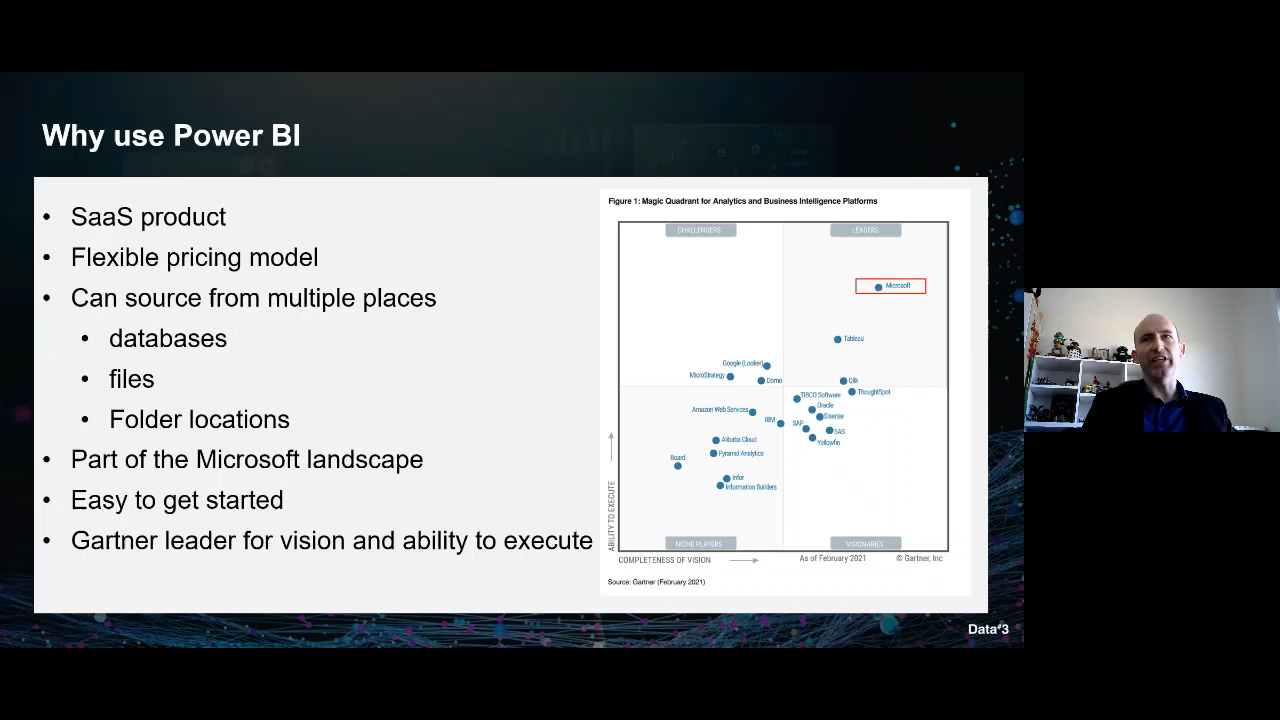 Why use Power BI
• SaaS product
• Flexible pricing model
• Can source from multiple places
• databases
• files
• Folder locations
• Part of the Microsoft landscape
• Easy to get started
• Gartner leader for vision and ability to execute
Figure 1: Magic Quadrant for Analytics and Business Intelligence Platforms
CHALLENGERS
LEADERS
Microsoft
Tableau
Google (Looker)
MicroStrategy
Domo
Qlik
ThoughtSpot
TIBCO Software
Amazon Web Services
Oracle
IBM
Sisense
SAP
SAS
Yellowfin
Alibaba Cloud
Pyramid Analytics
Board
Infor
Information Builders
ABILITY TO EXECUTE
NICHE PLAYERS
VISIONARIES
COMPLETENESS OF VISION
As of February 2021
© Gartner, Inc
Source: Gartner (February 2021)
Data#3